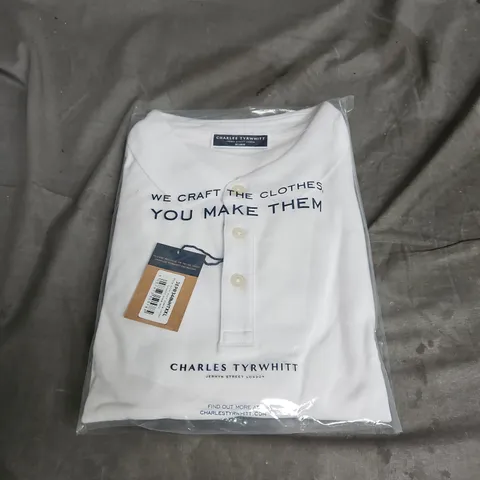 CHARLES TYRWHITT
WE CRAFT THE CLOTHES,
YOU MAKE THEM
CHARLES TYRWHITT
JERMYN STREET LONDON
FIND OUT MORE AT
CHARLESTYRWHITT.COM